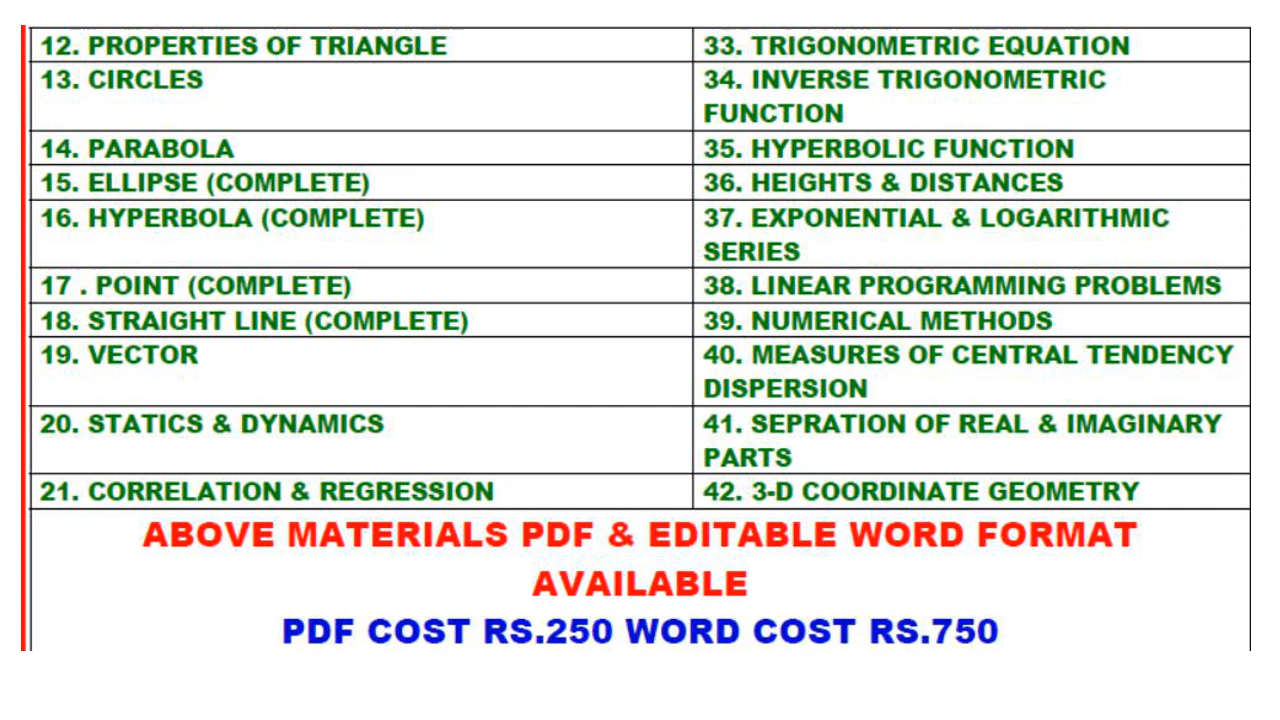 12. PROPERTIES OF TRIANGLE
33. TRIGONOMETRIC EQUATION
13. CIRCLES
34. INVERSE TRIGONOMETRIC
FUNCTION
14. PARABOLA
35. HYPERBOLIC FUNCTION
15. ELLIPSE (COMPLETE)
36. HEIGHTS & DISTANCES
16. HYPERBOLA (COMPLETE)
37. EXPONENTIAL & LOGARITHMIC
SERIES
17 . POINT (COMPLETE)
38. LINEAR PROGRAMMING PROBLEMS
18. STRAIGHT LINE (COMPLETE)
39. NUMERICAL METHODS
19. VECTOR
40. MEASURES OF CENTRAL TENDENCY
DISPERSION
20. STATICS & DYNAMICS
41. SEPRATION OF REAL & IMAGINARY
PARTS
21. CORRELATION & REGRESSION
42. 3-D COORDINATE GEOMETRY
ABOVE MATERIALS PDF & EDITABLE WORD FORMAT
AVAILABLE
PDF COST RS.250 WORD COST RS.750